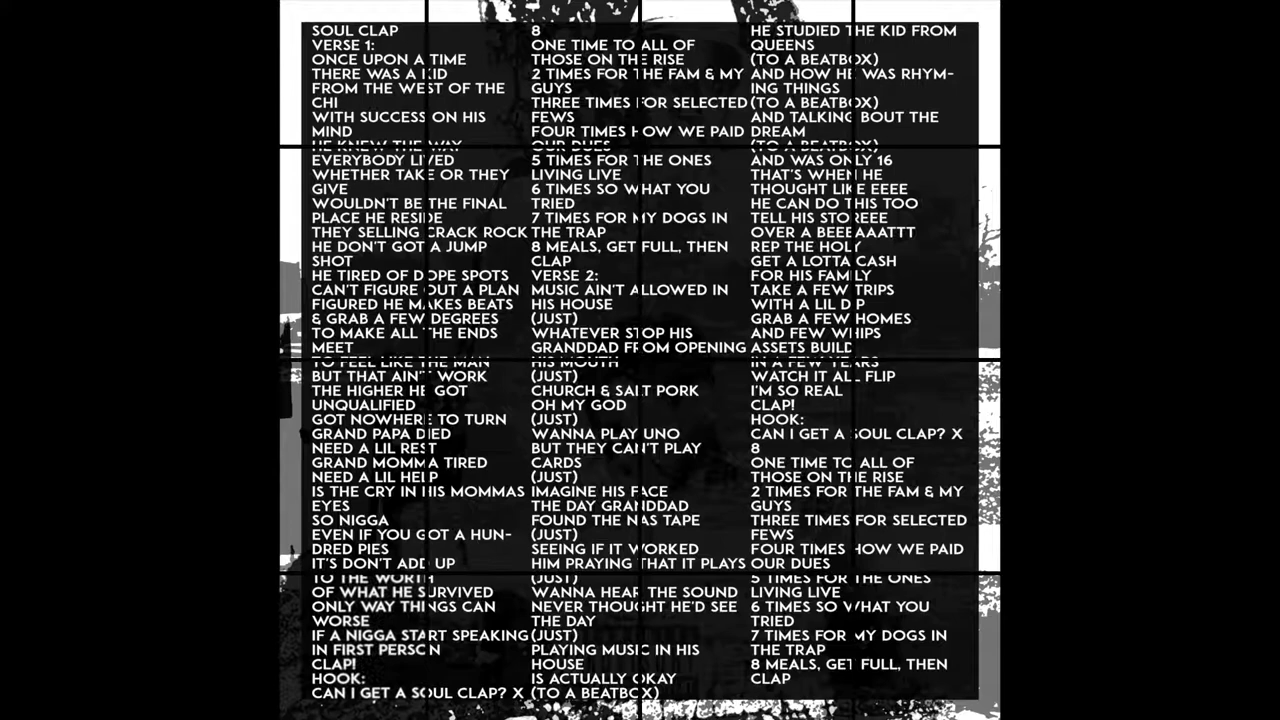 SOUL CLAP
VERSE 1:
ONCE UPON A TIME
THERE WAS A KID
FROM THE WEST OF THE
CHI
WITH SUCCESS ON HIS
MIND
HE KNEW THE WAY
EVERYBODY LIVED
WHETHER TAKE OR THEY
GIVE
WOULDN'T BE THE FINAL
PLACE HE RESIDE
THEY SELLING CRACK ROCK
HE DON'T GOT A JUMP
SHOT
HE TIRED OF DOPE SPOTS
CAN'T FIGURE OUT A PLAN
FIGURED HE MAKES BEATS
& GRAB A FEW DEGREES
TO MAKE ALL THE ENDS
MEET
TO FEEL LIKE THE MAN
BUT THAT AIN'T WORK
THE HIGHER HE GOT
UNQUALIFIED
GOT NOWHERE TO TURN
GRAND PAPA DIED
NEED A LIL REST
GRAND MOMMA TIRED
NEED A LIL HELP
IS THE CRY IN HIS MOMMAS
EYES
SO NIGGA
EVEN IF YOU GOT A HUN-
DRED PIES
IT'S DON'T ADD UP
TO THE WORTH
OF WHAT HE SURVIVED
ONLY WAY THINGS CAN
WORSE
IF A NIGGA START SPEAKING
IN FIRST PERSON
CLAP!
HOOK:
CAN I GET A SOUL CLAP? X
8
ONE TIME TO ALL OF
THOSE ON THE RISE
2 TIMES FOR THE FAM & MY
GUYS
THREE TIMES FOR SELECTED
FEWS
FOUR TIMES HOW WE PAID
OUR DUES
5 TIMES FOR THE ONES
LIVING LIVE
6 TIMES SO WHAT YOU
TRIED
7 TIMES FOR MY DOGS IN
THE TRAP
8 MEALS, GET FULL, THEN
CLAP
VERSE 2:
MUSIC AIN'T ALLOWED IN
HIS HOUSE
(JUST)
WHATEVER STOP HIS
GRANDDAD FROM OPENING
HIS MOUTH
(JUST)
CHURCH & SALT PORK
OH MY GOD
(JUST)
WANNA PLAY UNO
BUT THEY CAN'T PLAY
CARDS
(JUST)
IMAGINE HIS FACE
THE DAY GRANDDAD
FOUND THE NAS TAPE
(JUST)
SEEING IF IT WORKED
HIM PRAYING THAT IT PLAYS
(JUST)
WANNA HEAR THE SOUND
NEVER THOUGHT HE'D SEE
THE DAY
(JUST)
PLAYING MUSIC IN HIS
HOUSE
IS ACTUALLY OKAY
(TO A BEATBOX)
HE STUDIED THE KID FROM
QUEENS
(TO A BEATBOX)
AND HOW HE WAS RHYM-
ING THINGS
(TO A BEATBOX)
AND TALKING BOUT THE
DREAM
(TO A BEATBOX)
AND WAS ONLY 16
THAT'S WHEN HE
THOUGHT LIKE EEEE
HE CAN DO THIS TOO
TELL HIS STOREEE
OVER A BEEEAAATTT
REP THE HOLY
GET A LOTTA CASH
FOR HIS FAMILY
TAKE A FEW TRIPS
WITH A LIL DIP
GRAB A FEW HOMES
AND FEW WHIPS
ASSETS BUILD
IN A FEW YEARS
WATCH IT ALL FLIP
I'M SO REAL
CLAP!
HOOK:
CAN I GET A SOUL CLAP? X
8
ONE TIME TO ALL OF
THOSE ON THE RISE
2 TIMES FOR THE FAM & MY
GUYS
THREE TIMES FOR SELECTED
FEWS
FOUR TIMES HOW WE PAID
OUR DUES
5 TIMES FOR THE ONES
LIVING LIVE
6 TIMES SO WHAT YOU
TRIED
7 TIMES FOR MY DOGS IN
THE TRAP
8 MEALS, GET FULL, THEN
CLAP